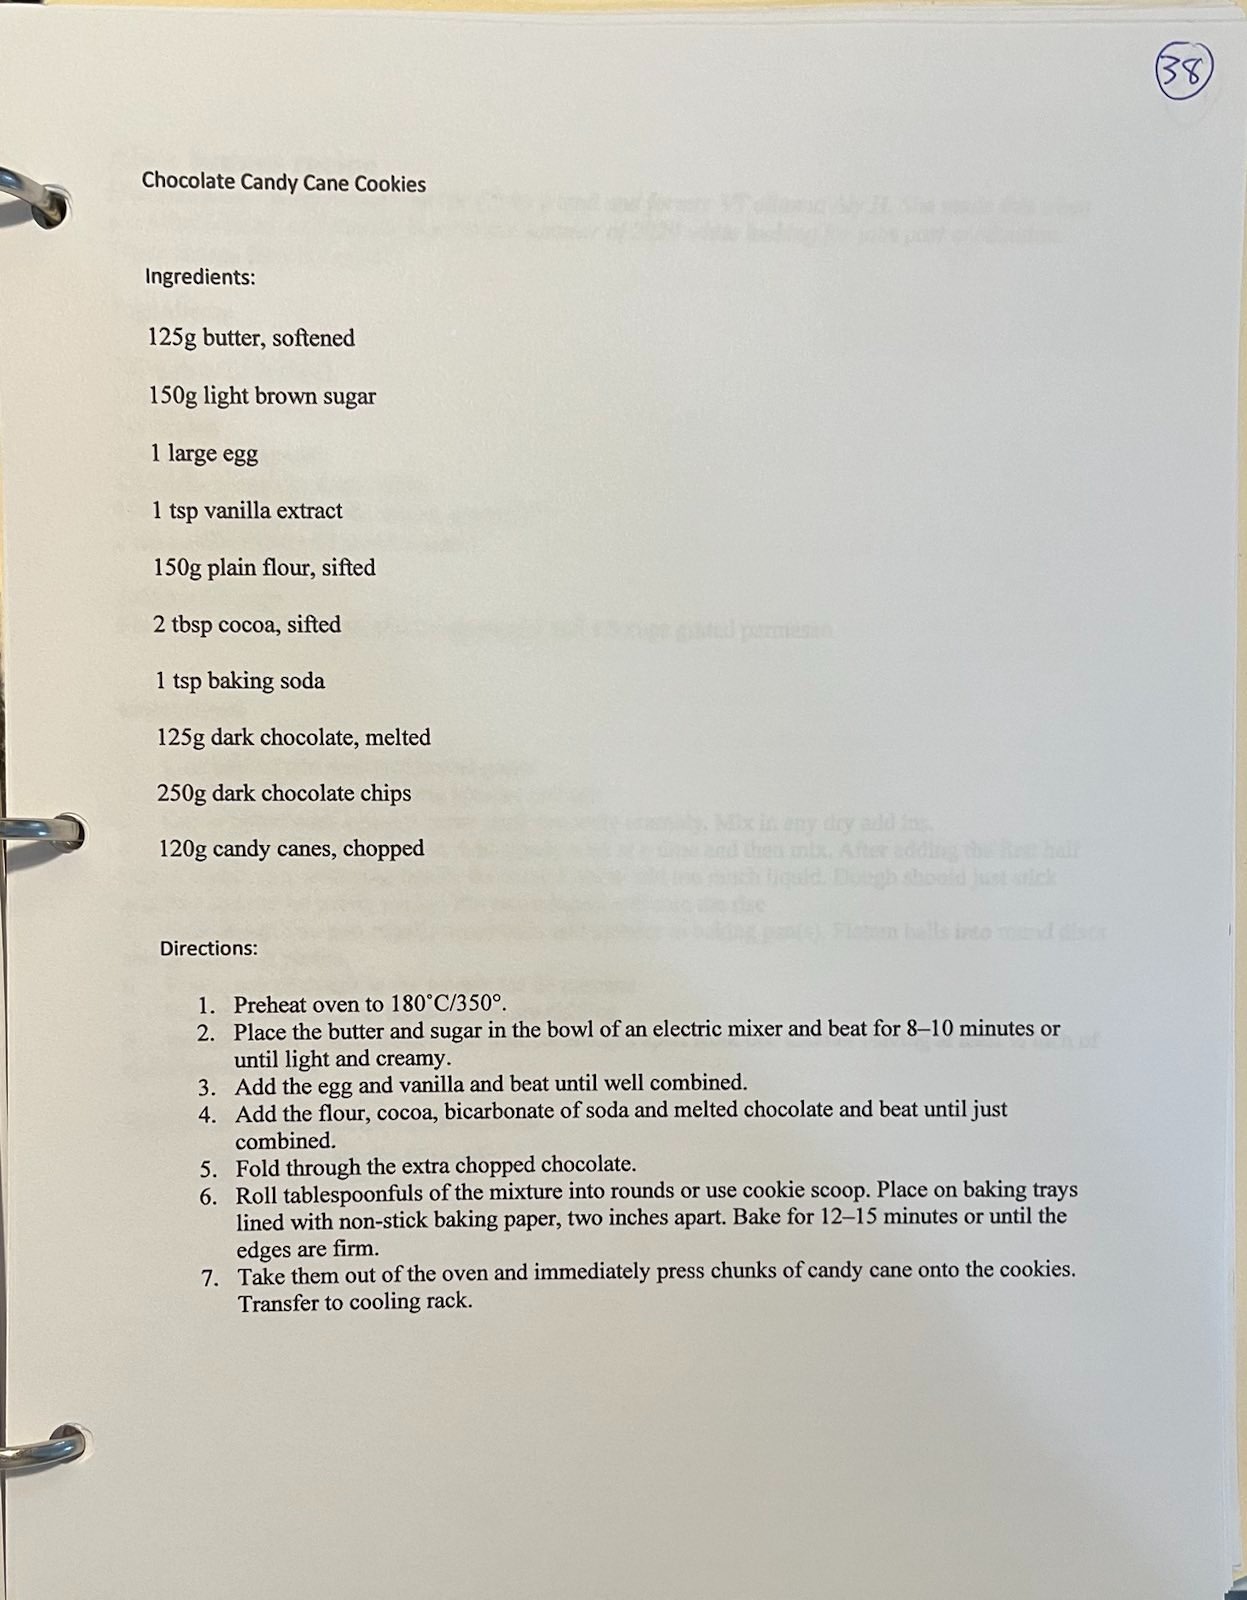 38
Chocolate Candy Cane Cookies
Ingredients:
125g butter, softened
150g light brown sugar
1 large egg
1 tsp vanilla extract
150g plain flour, sifted
2 tbsp cocoa, sifted
1 tsp baking soda
125g dark chocolate, melted
250g dark chocolate chips
120g candy canes, chopped
Directions:
1. Preheat oven to 180°C/350°.
2. Place the butter and sugar in the bowl of an electric mixer and beat for 8–10 minutes or
until light and creamy.
3. Add the egg and vanilla and beat until well combined.
4. Add the flour, cocoa, bicarbonate of soda and melted chocolate and beat until just
combined.
5. Fold through the extra chopped chocolate.
6. Roll tablespoonfuls of the mixture into rounds or use cookie scoop. Place on baking trays
lined with non-stick baking paper, two inches apart. Bake for 12–15 minutes or until the
edges are firm.
7. Take them out of the oven and immediately press chunks of candy cane onto the cookies.
Transfer to cooling rack.